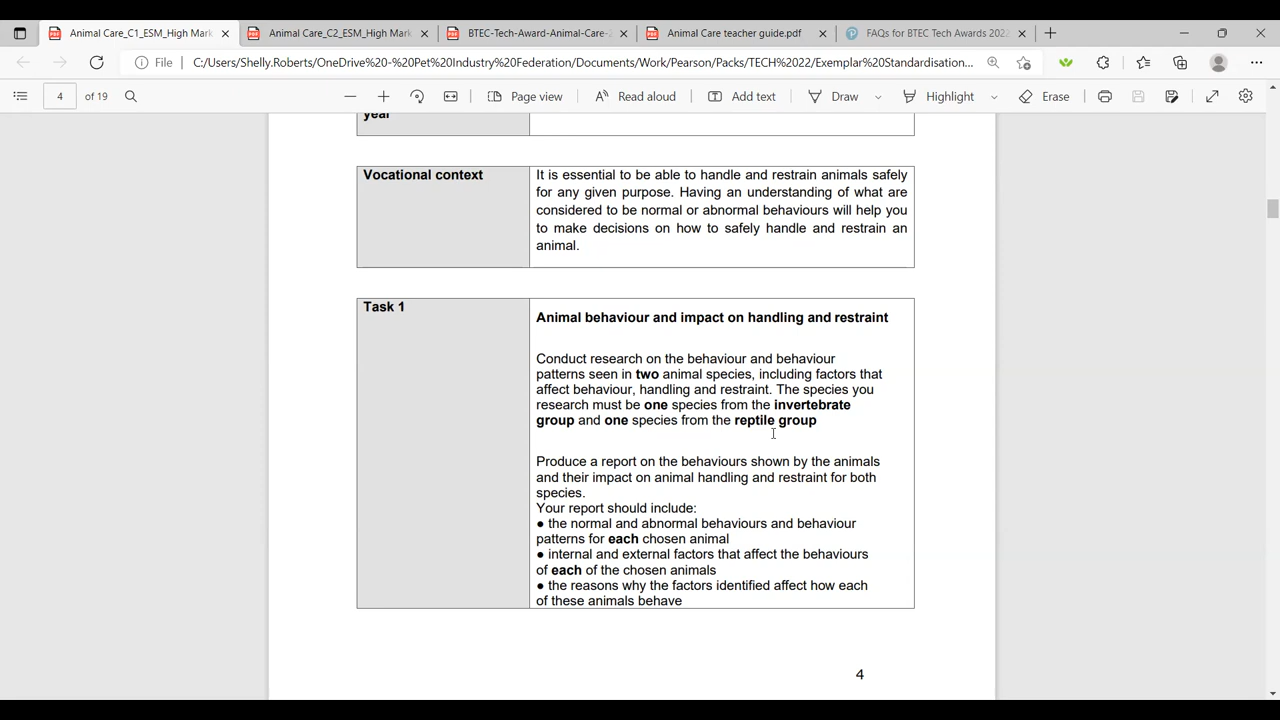 Animal Care_C1_ESM_High Mark
Animal Care_C2_ESM_High Mark
BTEC-Tech-Award-Animal-Care-2
Animal Care teacher guide.pdf
FAQs for BTEC Tech Awards 2022
File
C:/Users/Shelly.Roberts/OneDrive%20-%20Pet%20Industry%20Federation/Documents/Work/Pearson/Packs/TECH%2022/Exemplar%20Standardisation...
4 of 19
Page view
Read aloud
Add text
Draw
Highlight
Erase
year
Vocational context
It is essential to be able to handle and restrain animals safely
for any given purpose. Having an understanding of what are
considered to be normal or abnormal behaviours will help you
to make decisions on how to safely handle and restrain an
animal.
Task 1
Animal behaviour and impact on handling and restraint
Conduct research on the behaviour and behaviour
patterns seen in two animal species, including factors that
affect behaviour, handling and restraint. The species you
research must be one species from the invertebrate
group and one species from the reptile group
Produce a report on the behaviours shown by the animals
and their impact on animal handling and restraint for both
species.
Your report should include:
● the normal and abnormal behaviours and behaviour
patterns for each chosen animal
● internal and external factors that affect the behaviours
of each of the chosen animals
● the reasons why the factors identified affect how each
of these animals behave
4